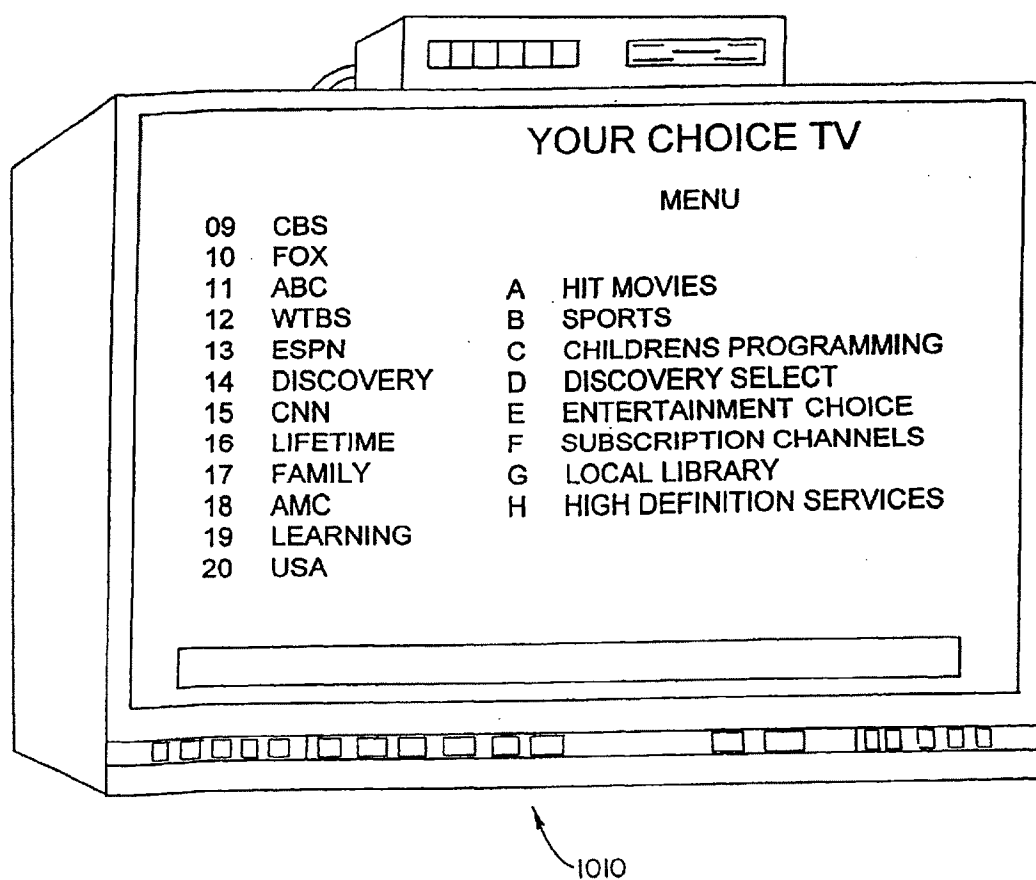 YOUR CHOICE TV
MENU
09 CBS
10 FOX
11 ABC A HIT MOVIES
12 WTBS B SPORTS
13 ESPN C CHILDRENS PROGRAMMING
14 DISCOVERY D DISCOVERY SELECT
15 CNN E ENTERTAINMENT CHOICE
16 LIFETIME F SUBSCRIPTION CHANNELS
17 FAMILY G LOCAL LIBRARY
18 AMC H HIGH DEFINITION SERVICES
19 LEARNING
20 USA
1010